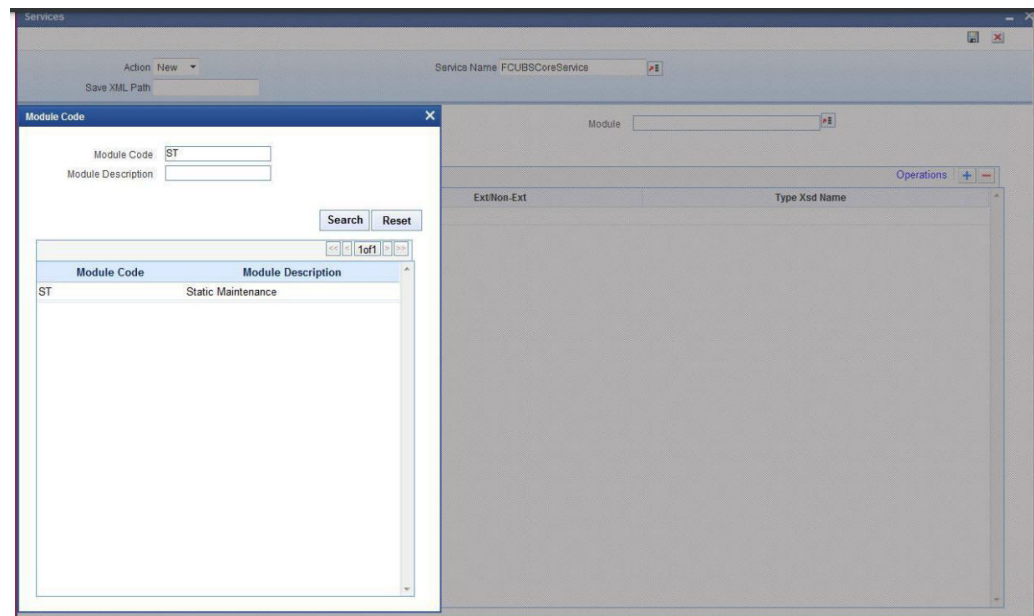 Services
Action New
Service Name FCUBSCoreService
Save XML Path
Module Code
Module
Module Code ST
Module Description
Operations
Ext/Non-Ext Type Xsd Name
Search Reset
<< < 1of1 > >>
Module Code Module Description
ST Static Maintenance